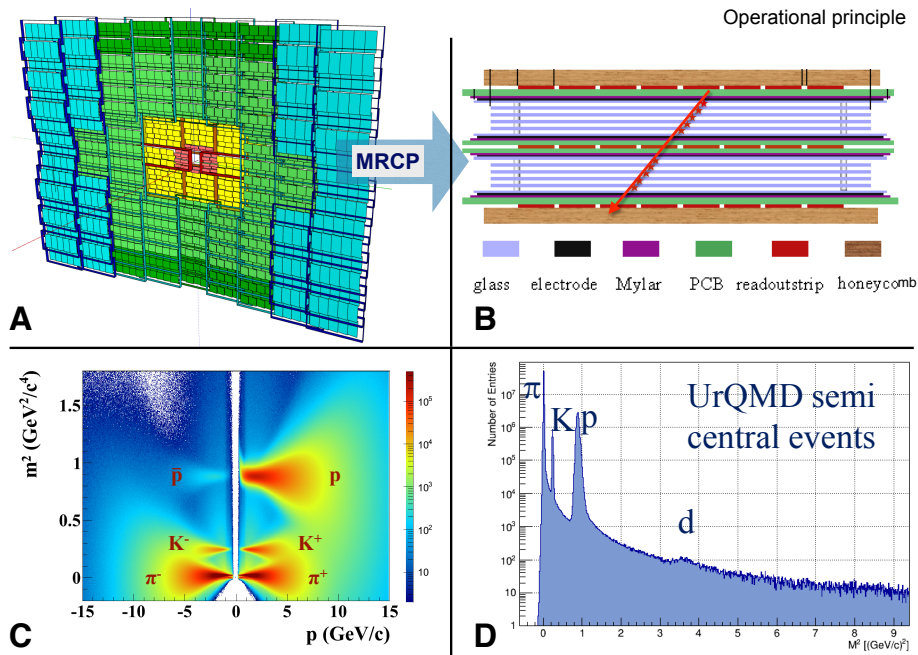 Operational principle
MRCP
A
glass electrode Mylar PCB readoutstrip honeycomb
B
m² (GeV²/c⁴)
1.5
1
0.5
0
p̄
p
K⁻
K⁺
π⁻
π⁺
10⁵
10⁴
10³
10²
10
-15 -10 -5 0 5 10 15
p (GeV/c)
C
Number of Entries
10⁷
10⁶
10⁵
10⁴
10³
10²
10
1
π
K p
d
UrQMD semi
central events
0 1 2 3 4 5 6 7 8 9
M² [(GeV/c)²]
D